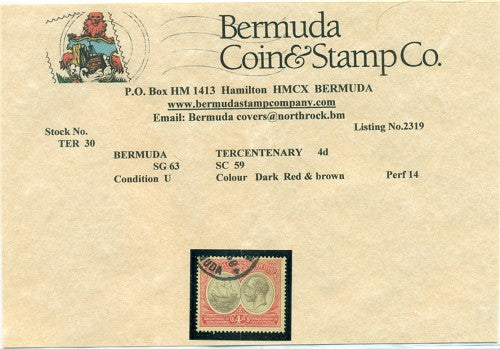 Bermuda
Coin&Stamp Co.
P.O. Box HM 1413 Hamilton HMCX BERMUDA
www.bermudastampcompany.com
Email: Bermuda covers@northrock.bm
Stock No.
Listing No.2319
TER 30
BERMUDA TERCENTENARY 4d
SG 63 SC 59
Condition U Colour Dark Red & brown Perf 14